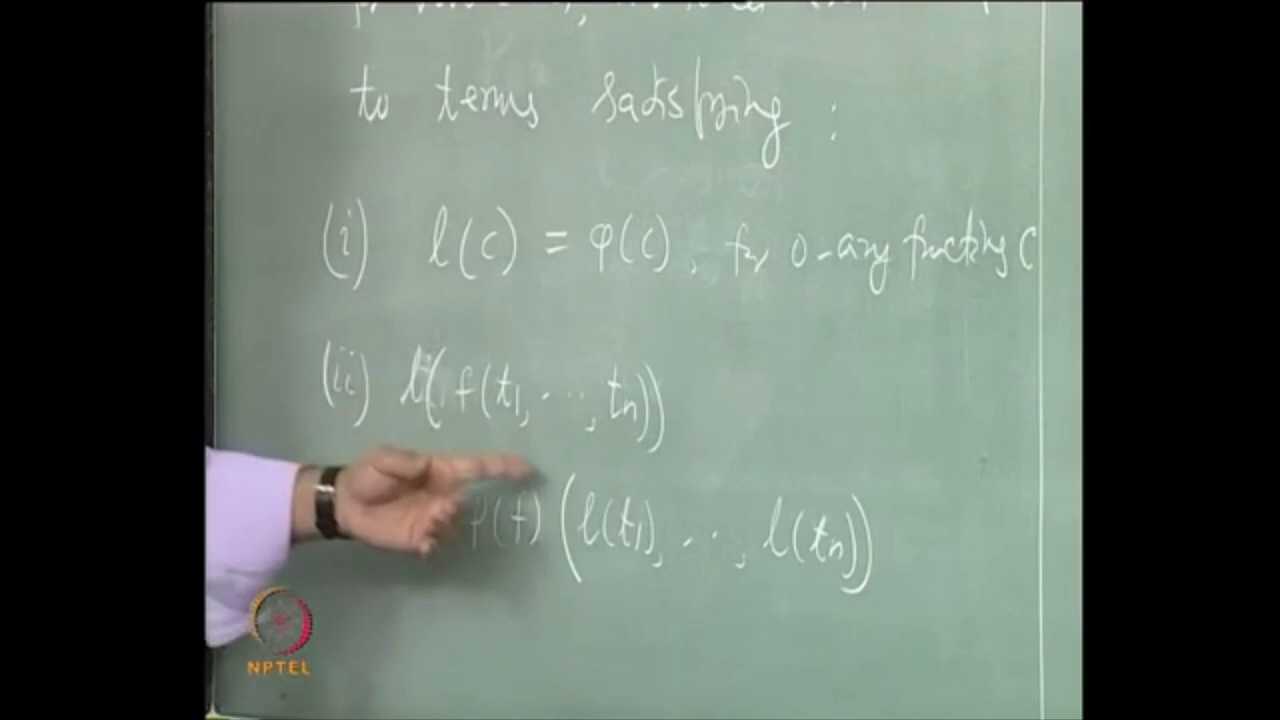 to terms satisfying :
(i) l(c) = φ(c), for 0-ary function c
(ii) l(f(t1, ..., tn))
φ(f) (l(t1), ..., l(tn))
NPTEL